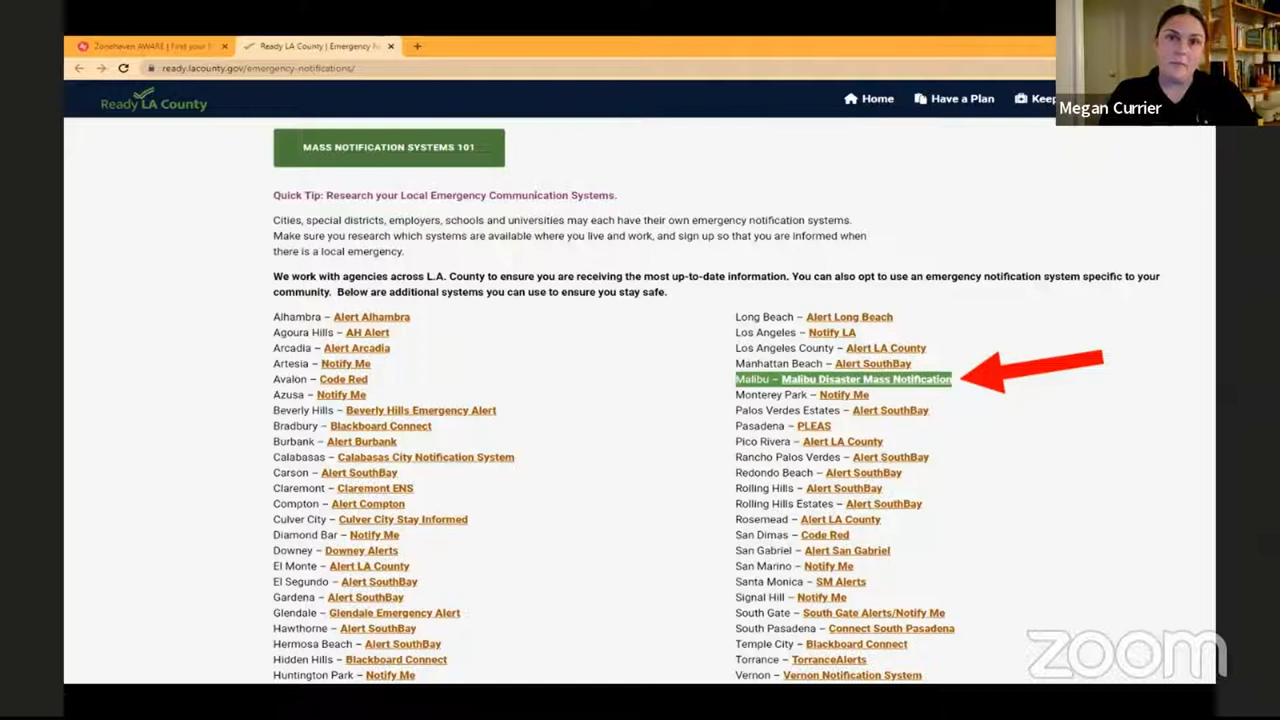 Zonehaven AWARE | Find your
Ready LA County | Emergency N
ready.lacounty.gov/emergency-notifications/
Ready LA County
Home
Have a Plan
Keep
Megan Currier
MASS NOTIFICATION SYSTEMS 101
Quick Tip: Research your Local Emergency Communication Systems.
Cities, special districts, employers, schools and universities may each have their own emergency notification systems.
Make sure you research which systems are available where you live and work, and sign up so that you are informed when
there is a local emergency.
We work with agencies across L.A. County to ensure you are receiving the most up-to-date information. You can also opt to use an emergency notification system specific to your
community. Below are additional systems you can use to ensure you stay safe.
Alhambra – Alert Alhambra
Agoura Hills – AH Alert
Arcadia – Alert Arcadia
Artesia – Notify Me
Avalon – Code Red
Azusa – Notify Me
Beverly Hills – Beverly Hills Emergency Alert
Bradbury – Blackboard Connect
Burbank – Alert Burbank
Calabasas – Calabasas City Notification System
Carson – Alert SouthBay
Claremont – Claremont ENS
Compton – Alert Compton
Culver City – Culver City Stay Informed
Diamond Bar – Notify Me
Downey – Downey Alerts
El Monte – Alert LA County
El Segundo – Alert SouthBay
Gardena – Alert SouthBay
Glendale – Glendale Emergency Alert
Hawthorne – Alert SouthBay
Hermosa Beach – Alert SouthBay
Hidden Hills – Blackboard Connect
Huntington Park – Notify Me
Long Beach – Alert Long Beach
Los Angeles – Notify LA
Los Angeles County – Alert LA County
Manhattan Beach – Alert SouthBay
Malibu – Malibu Disaster Mass Notification
Monterey Park – Notify Me
Palos Verdes Estates – Alert SouthBay
Pasadena – PLEAS
Pico Rivera – Alert LA County
Rancho Palos Verdes – Alert SouthBay
Redondo Beach – Alert SouthBay
Rolling Hills – Alert SouthBay
Rolling Hills Estates – Alert SouthBay
Rosemead – Alert LA County
San Dimas – Code Red
San Gabriel – Alert San Gabriel
San Marino – Notify Me
Santa Monica – SM Alerts
Signal Hill – Notify Me
South Gate – South Gate Alerts/Notify Me
South Pasadena – Connect South Pasadena
Temple City – Blackboard Connect
Torrance – TorranceAlerts
Vernon – Vernon Notification System
zoom